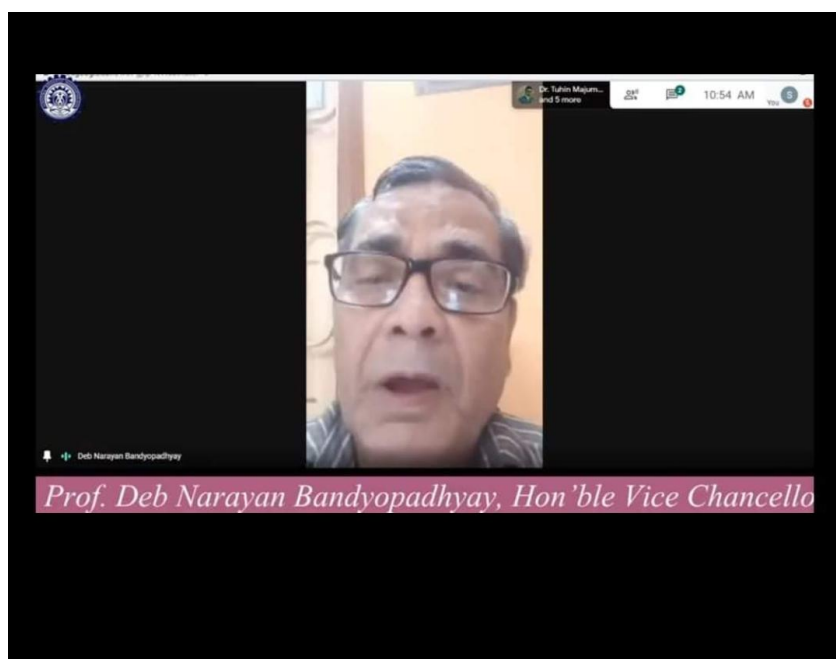 Dr. Tuhin Majum...
and 5 more
2
10:54 AM
You
S
Deb Narayan Bandyopadhyay
Prof. Deb Narayan Bandyopadhyay, Hon’ble Vice Chancello